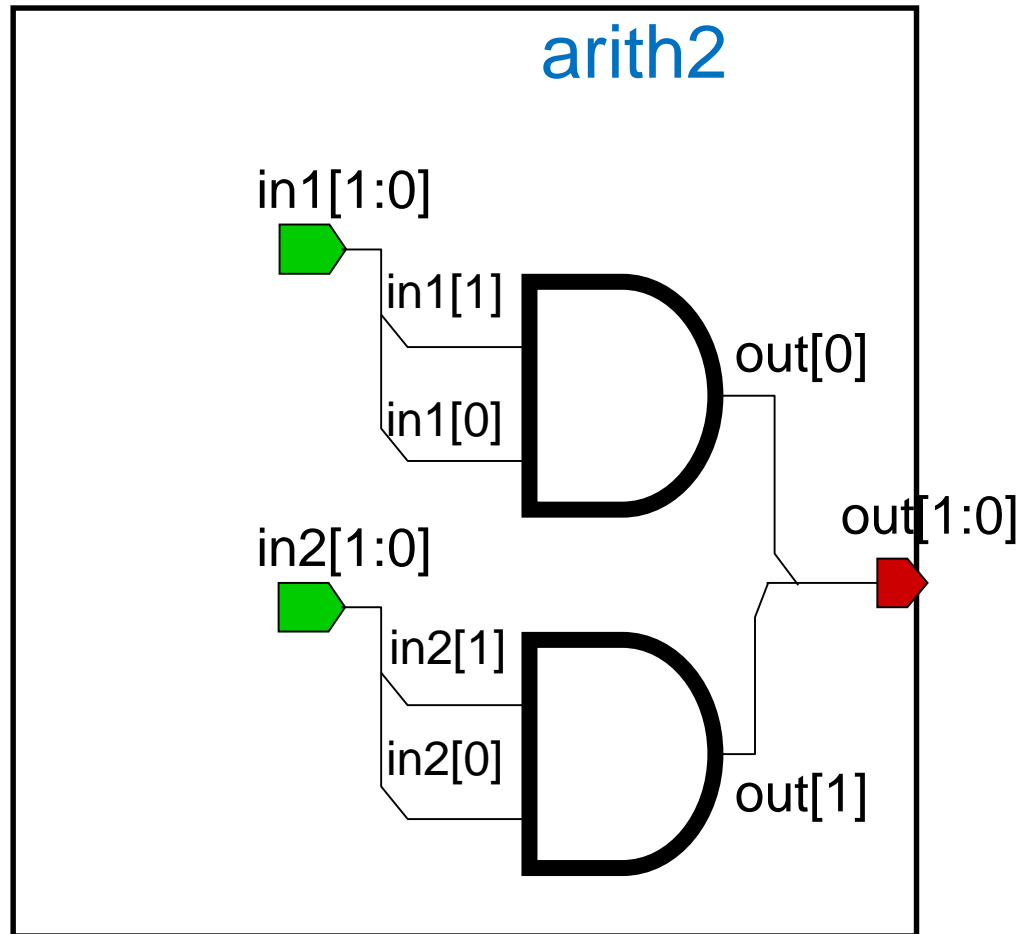 arith2
in1[1:0]
in1[1]
out[0]
in1[0]
out[1:0]
in2[1:0]
in2[1]
in2[0]
out[1]